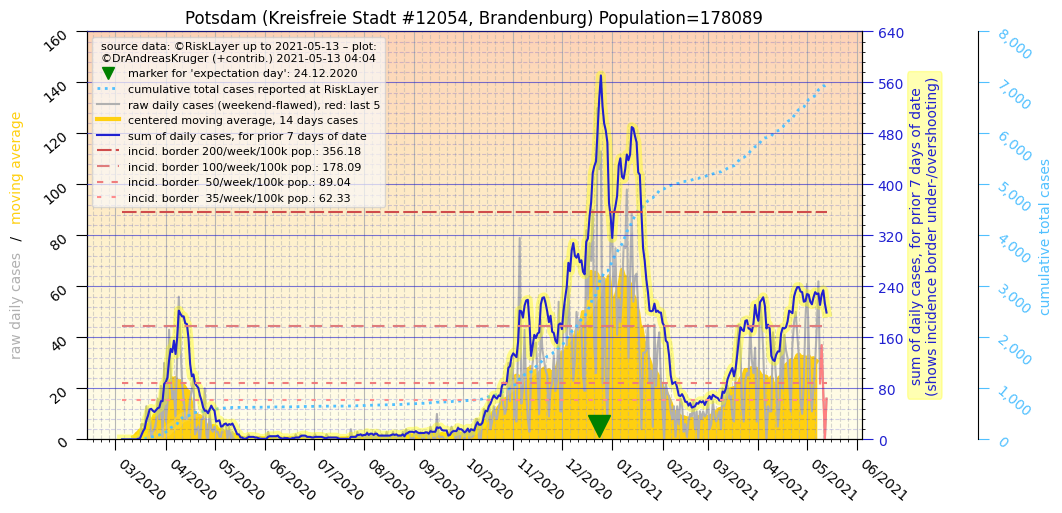 Potsdam (Kreisfreie Stadt #12054, Brandenburg) Population=178089
source data: ©RiskLayer up to 2021-05-13 – plot:
©DrAndreasKruger (+contrib.) 2021-05-13 04:04
marker for 'expectation day': 24.12.2020
cumulative total cases reported at RiskLayer
raw daily cases (weekend-flawed), red: last 5
centered moving average, 14 days cases
sum of daily cases, for prior 7 days of date
incid. border 200/week/100k pop.: 356.18
incid. border 100/week/100k pop.: 178.09
incid. border  50/week/100k pop.: 89.04
incid. border  35/week/100k pop.: 62.33
raw daily cases / moving average
160
140
120
100
80
60
40
20
0
03/2020
04/2020
05/2020
06/2020
07/2020
08/2020
09/2020
10/2020
11/2020
12/2020
01/2021
02/2021
03/2021
04/2021
05/2021
06/2021
640
560
480
400
320
240
160
80
0
sum of daily cases, for prior 7 days of date
(shows incidence border under-/overshooting)
8,000
7,000
6,000
5,000
4,000
3,000
2,000
1,000
0
cumulative total cases